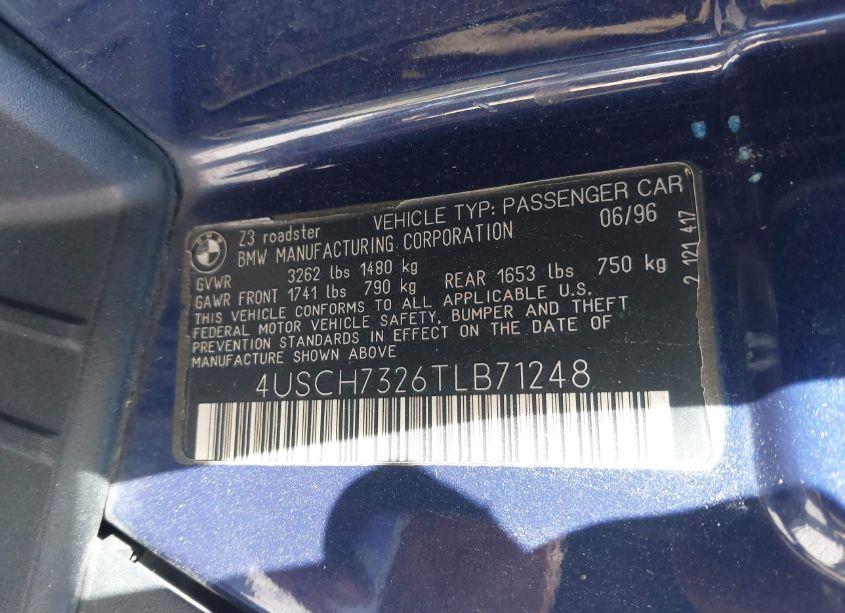 VEHICLE TYP: PASSENGER CAR
Z3 roadster 06/96
BMW MANUFACTURING CORPORATION
GVWR 3262 lbs 1480 kg
GAWR FRONT 1741 lbs 790 kg REAR 1653 lbs 750 kg
THIS VEHICLE CONFORMS TO ALL APPLICABLE U.S.
FEDERAL MOTOR VEHICLE SAFETY, BUMPER AND THEFT
PREVENTION STANDARDS IN EFFECT ON THE DATE OF
MANUFACTURE SHOWN ABOVE
4USCH7326TLB71248
2 121 417